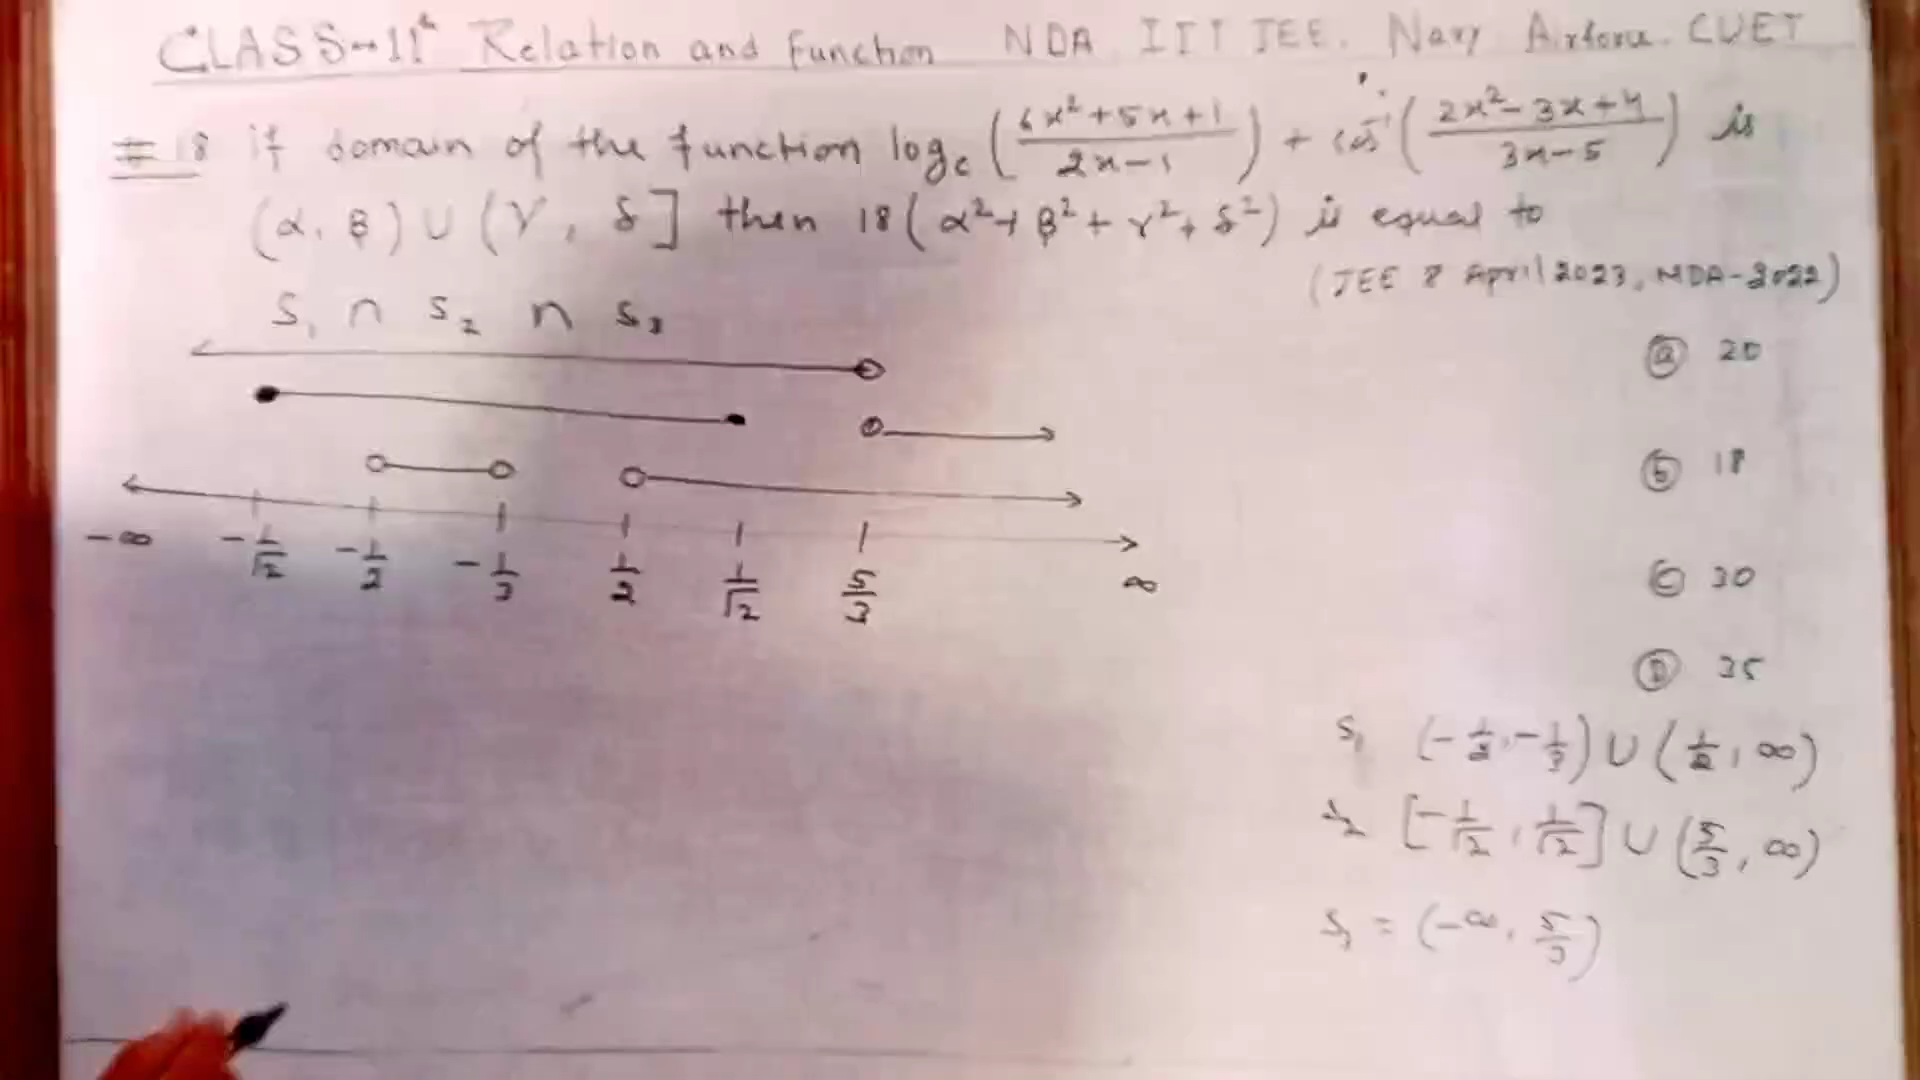 CLASS-11th Relation and Function NDA IIT JEE. Navy Airforce. CUET
# 18 if domain of the function logₑ((6x²+5x+1)/(2x-1)) + cos⁻¹((2x²-3x+4)/(3x-5)) is
(α, β) ∪ (γ, δ] then 18(α²+β²+γ²+δ²) is equal to
(JEE 8 April 2023, NDA-2022)
S₁ ∩ S₂ ∩ S₃
-∞ -1/√2 -1/2 -1/3 1/2 1/√2 5/3 ∞
(a) 20
(b) 18
(c) 30
(D) 35
S₁ (-1/2, -1/3) ∪ (1/2, ∞)
S₂ [-1/√2, 1/√2] ∪ (5/3, ∞)
S₃ = (-∞, 5/3)